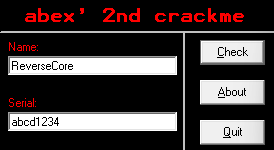 abex' 2nd crackme
Name:
ReverseCore
Check
About
Serial:
abcd1234
Quit